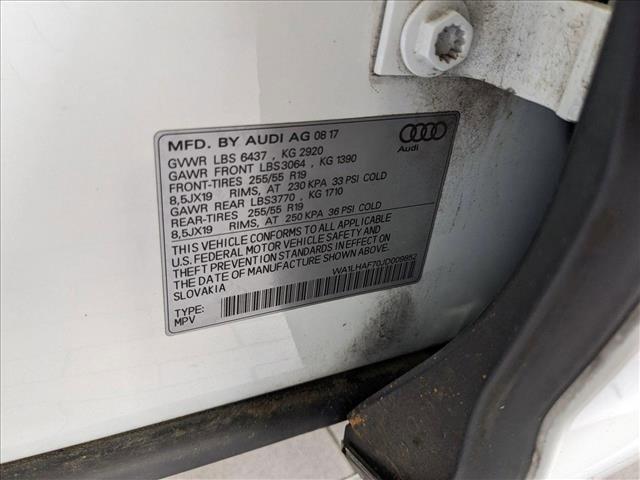 MFD. BY AUDI AG 08 17
GVWR LBS 6437 , KG 2920
GAWR FRONT LBS3064 , KG 1390
FRONT-TIRES 255/55 R19
8,5JX19 RIMS, AT 230 KPA 33 PSI COLD
GAWR REAR LBS3770 , KG 1710
REAR-TIRES 255/55 R19
8,5JX19 RIMS, AT 250 KPA 36 PSI COLD
THIS VEHICLE CONFORMS TO ALL APPLICABLE
U.S. FEDERAL MOTOR VEHICLE SAFETY AND
THEFT PREVENTION STANDARDS IN EFFECT ON
THE DATE OF MANUFACTURE SHOWN ABOVE.
SLOVAKIA
WA1LHAF70JD009852
TYPE:
MPV
Audi